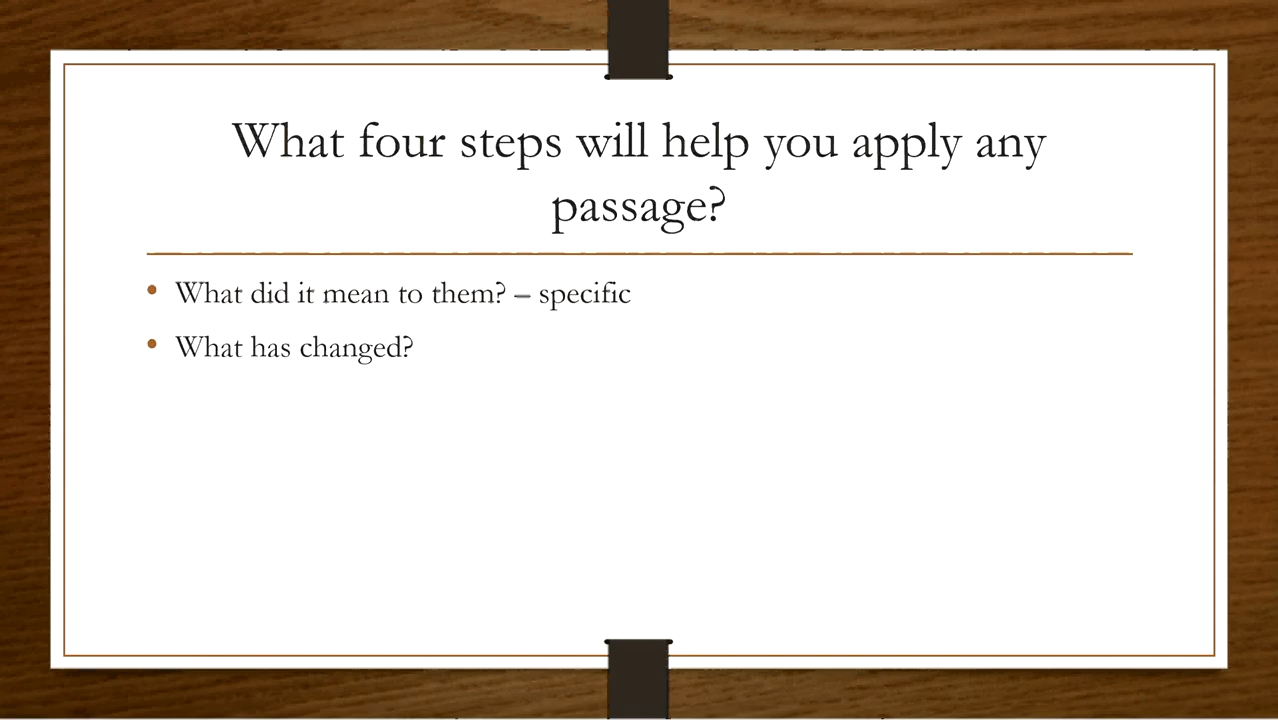 What four steps will help you apply any
passage?
• What did it mean to them? – specific
• What has changed?